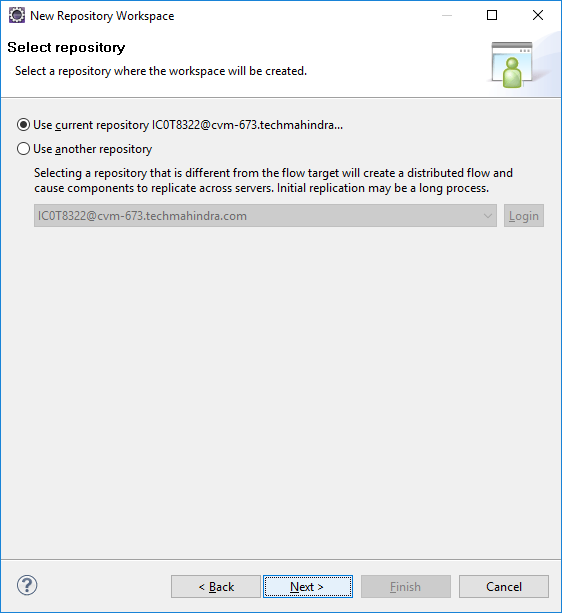 New Repository Workspace
Select repository
Select a repository where the workspace will be created.
Use current repository IC0T8322@cvm-673.techmahindra...
Use another repository
Selecting a repository that is different from the flow target will create a distributed flow and
cause components to replicate across servers. Initial replication may be a long process.
IC0T8322@cvm-673.techmahindra.com
Login
?
< Back
Next >
Finish
Cancel